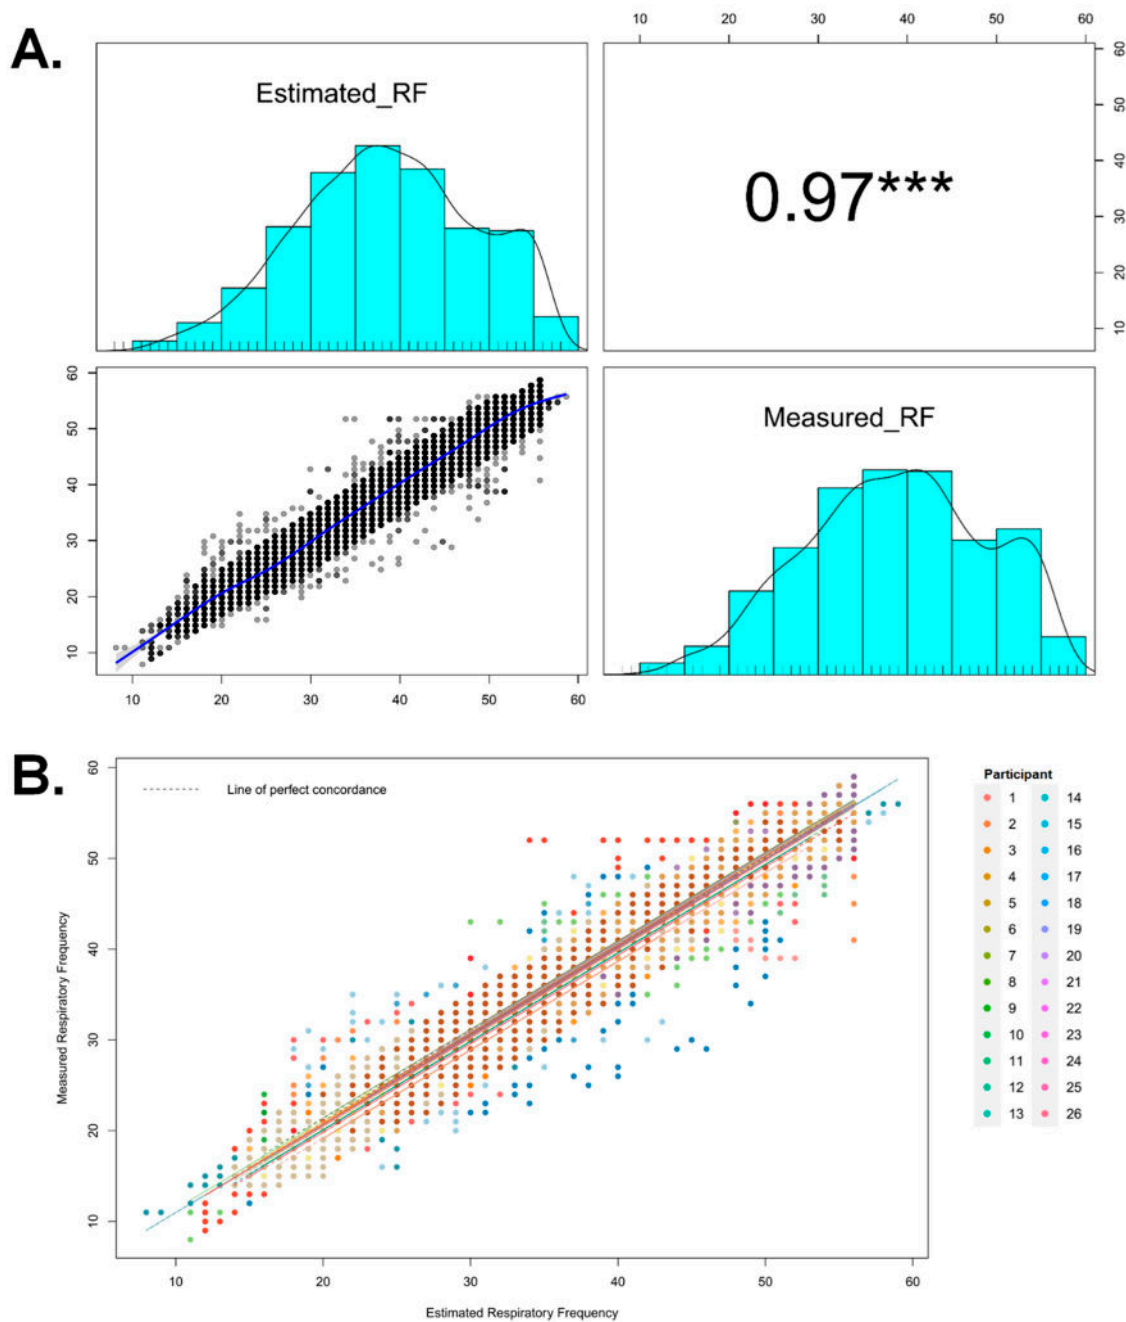 A.
10 20 30 40 50 60
Estimated_RF
0.97***
60
50
40
30
20
10
Measured_RF
60
50
40
30
20
10
10 20 30 40 50 60
B.
Line of perfect concordance
Measured Respiratory Frequency
60
50
40
30
20
10
10 20 30 40 50 60
Estimated Respiratory Frequency
Participant
1 14
2 15
3 16
4 17
5 18
6 19
7 20
8 21
9 22
10 23
11 24
12 25
13 26